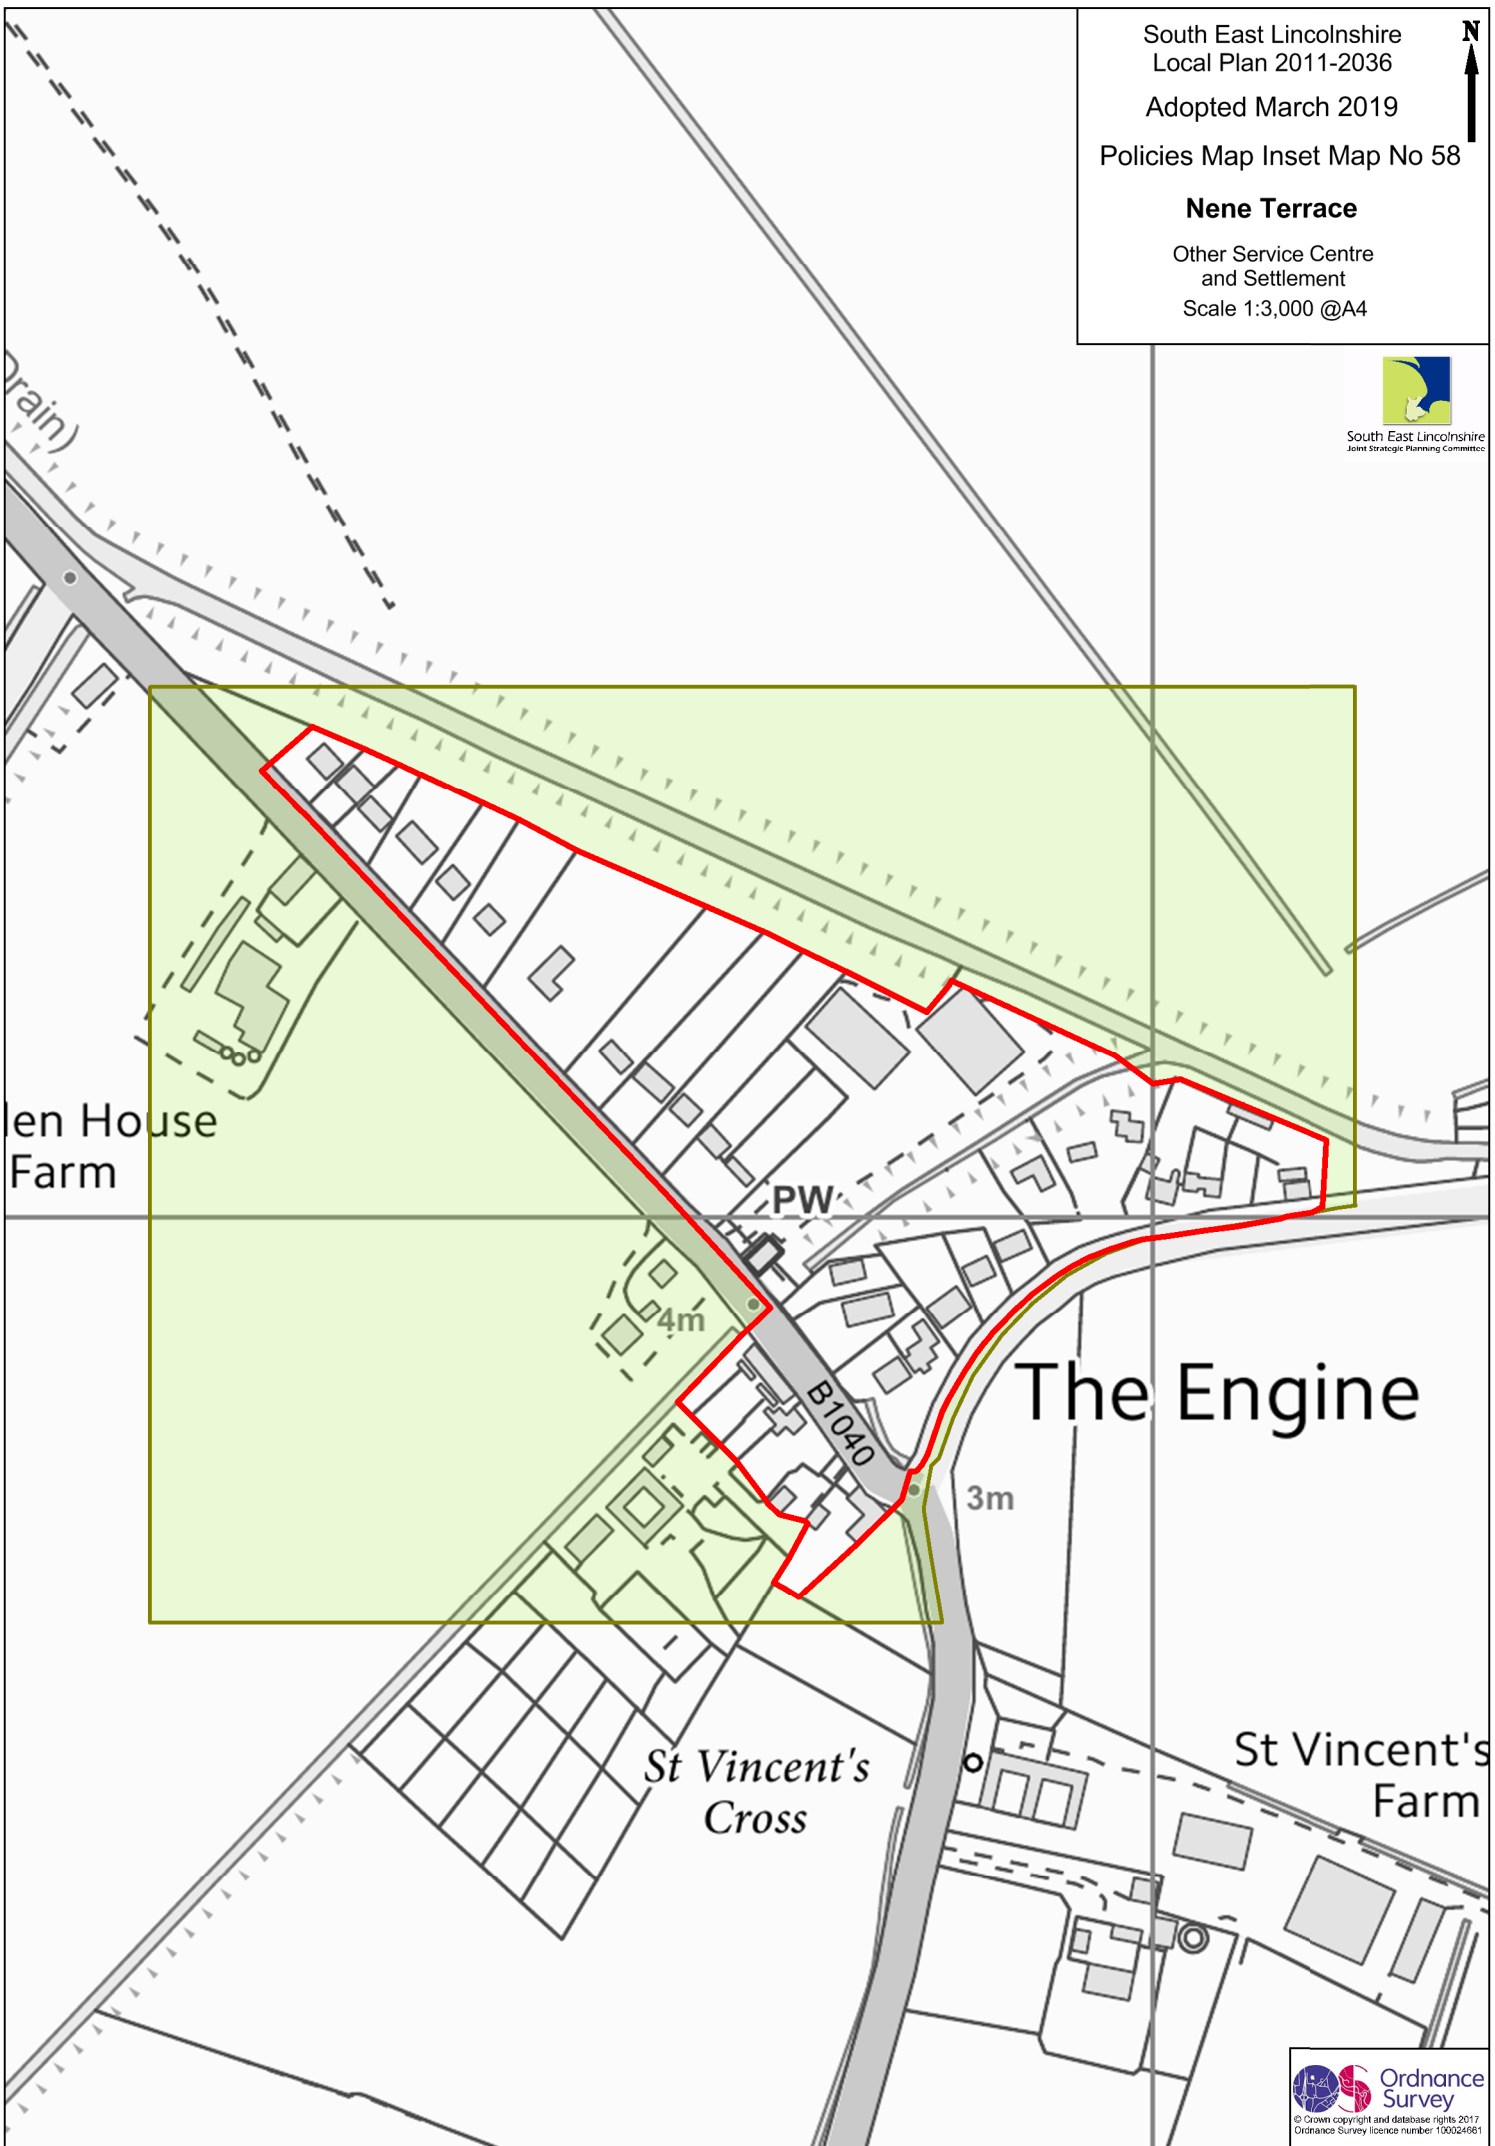 South East Lincolnshire
Local Plan 2011-2036
N
Adopted March 2019
Policies Map Inset Map No 58
Nene Terrace
Other Service Centre
and Settlement
Scale 1:3,000 @A4
South East Lincolnshire
Joint Strategic Planning Committee
Drain)
len House
Farm
PW
4m
B1040
The Engine
3m
St Vincent's
Cross
St Vincent's
Farm
Ordnance
Survey
© Crown copyright and database rights 2017
Ordnance Survey licence number 100024661